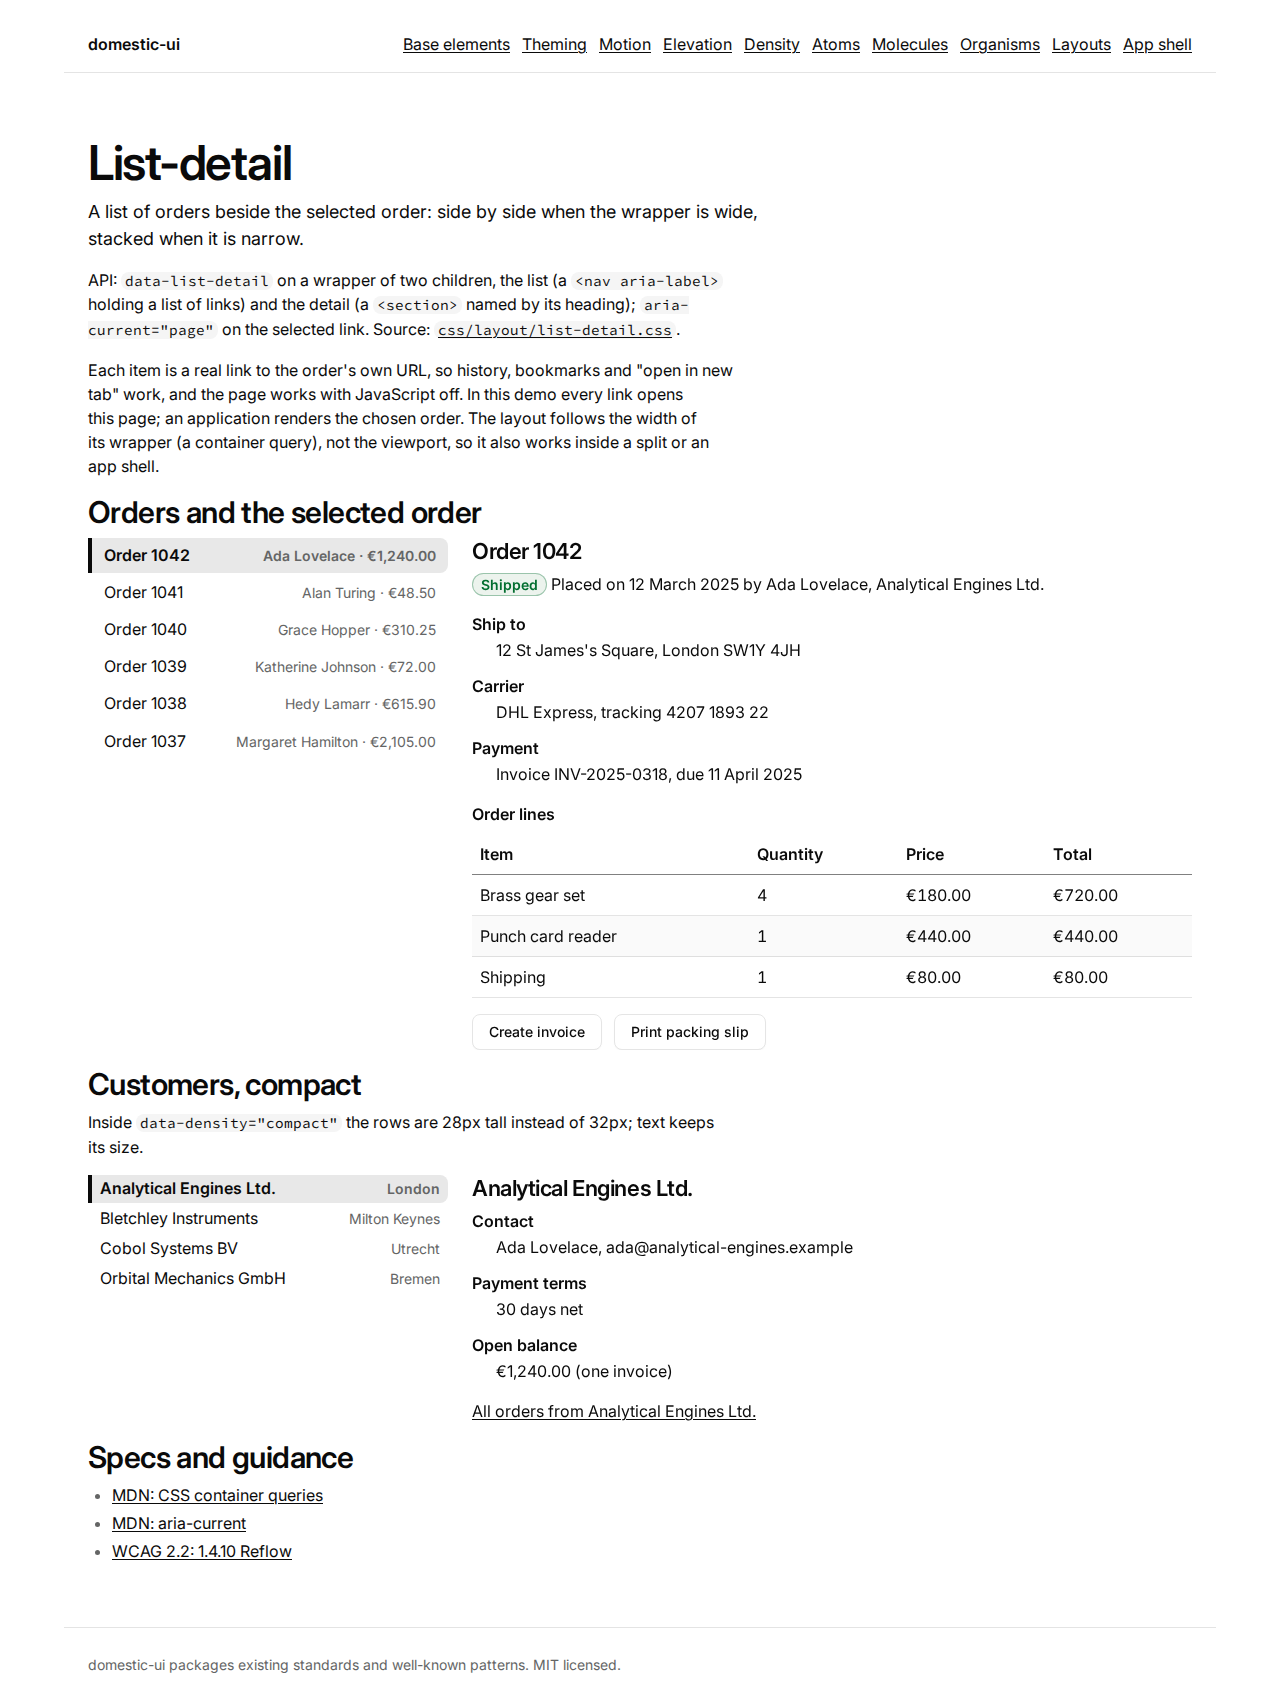 domestic-ui
Base elements Theming Motion Elevation Density Atoms Molecules Organisms Layouts App shell
List-detail
A list of orders beside the selected order: side by side when the wrapper is wide,
stacked when it is narrow.
API: data-list-detail on a wrapper of two children, the list (a <nav aria-label>
holding a list of links) and the detail (a <section> named by its heading); aria-
current="page" on the selected link. Source: css/layout/list-detail.css.
Each item is a real link to the order's own URL, so history, bookmarks and "open in new
tab" work, and the page works with JavaScript off. In this demo every link opens
this page; an application renders the chosen order. The layout follows the width of
its wrapper (a container query), not the viewport, so it also works inside a split or an
app shell.
Orders and the selected order
Order 1042 Ada Lovelace · €1,240.00
Order 1041 Alan Turing · €48.50
Order 1040 Grace Hopper · €310.25
Order 1039 Katherine Johnson · €72.00
Order 1038 Hedy Lamarr · €615.90
Order 1037 Margaret Hamilton · €2,105.00
Order 1042
Shipped Placed on 12 March 2025 by Ada Lovelace, Analytical Engines Ltd.
Ship to
12 St James's Square, London SW1Y 4JH
Carrier
DHL Express, tracking 4207 1893 22
Payment
Invoice INV-2025-0318, due 11 April 2025
Order lines
Item Quantity Price Total
Brass gear set 4 €180.00 €720.00
Punch card reader 1 €440.00 €440.00
Shipping 1 €80.00 €80.00
Create invoice Print packing slip
Customers, compact
Inside data-density="compact" the rows are 28px tall instead of 32px; text keeps
its size.
Analytical Engines Ltd. London
Bletchley Instruments Milton Keynes
Cobol Systems BV Utrecht
Orbital Mechanics GmbH Bremen
Analytical Engines Ltd.
Contact
Ada Lovelace, ada@analytical-engines.example
Payment terms
30 days net
Open balance
€1,240.00 (one invoice)
All orders from Analytical Engines Ltd.
Specs and guidance
MDN: CSS container queries
MDN: aria-current
WCAG 2.2: 1.4.10 Reflow
domestic-ui packages existing standards and well-known patterns. MIT licensed.